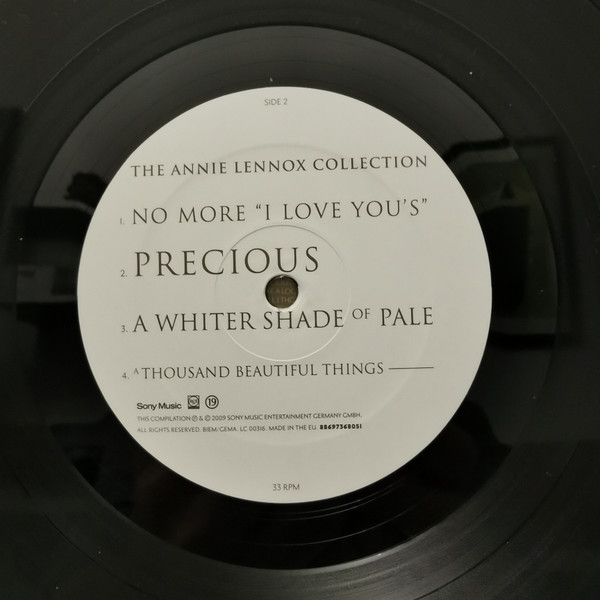 SIDE 2
THE ANNIE LENNOX COLLECTION
1. NO MORE “I LOVE YOU’S”
2. PRECIOUS
3. A WHITER SHADE OF PALE
4. A THOUSAND BEAUTIFUL THINGS
Sony Music RCA 19
THIS COMPILATION ℗ & © 2009 SONY MUSIC ENTERTAINMENT GERMANY GMBH.
ALL RIGHTS RESERVED. BIEM/GEMA. LC 00316. MADE IN THE EU. 88697368051
33 RPM